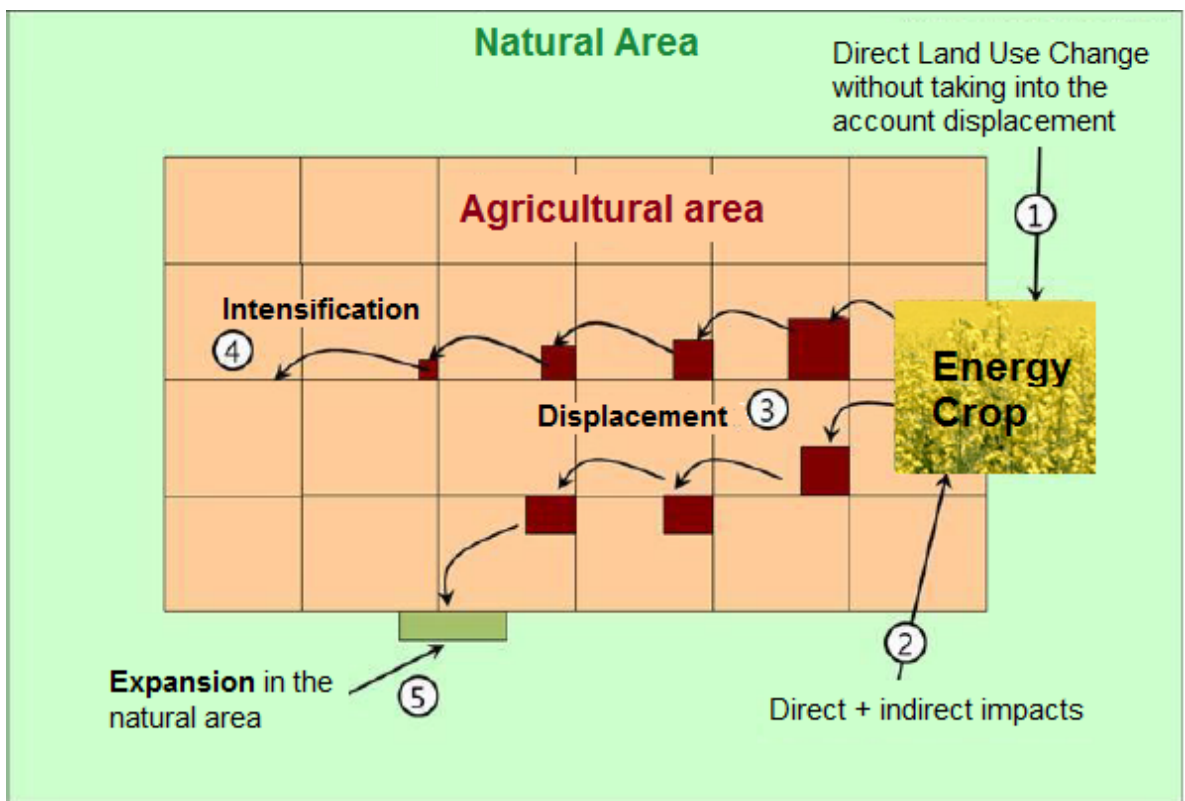 Natural Area
Direct Land Use Change
without taking into the
account displacement
1
Agricultural area
Intensification
4
Energy
Crop
Displacement
3
2
Expansion in the
natural area
5
Direct + indirect impacts